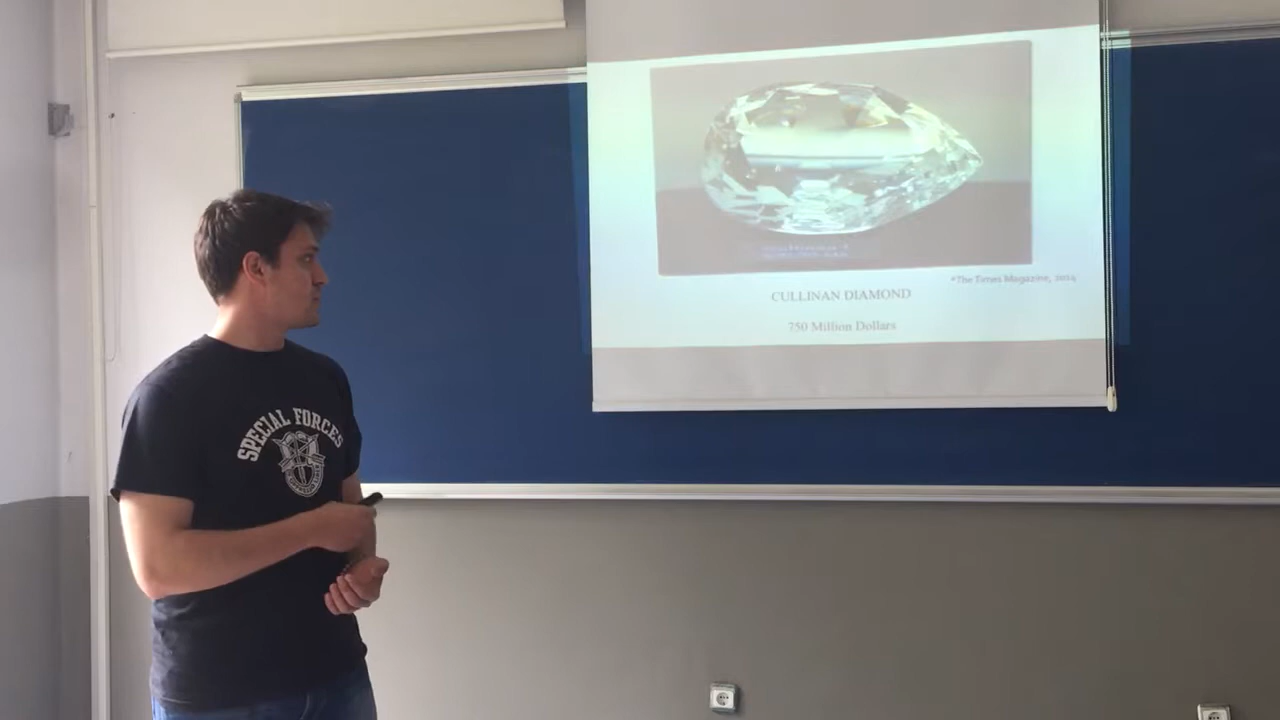 SPECIAL FORCES
*The Times Magazine, 2014
CULLINAN DIAMOND
750 Million Dollars